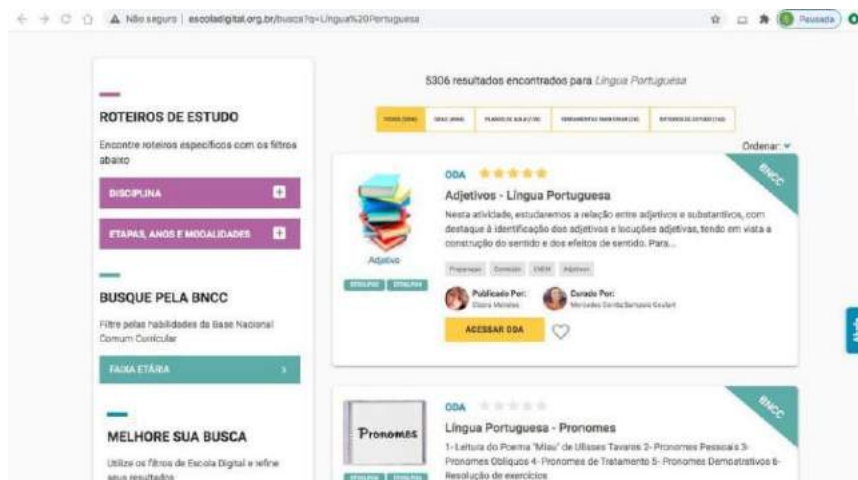 Não seguro | escoladigital.org.br/busca?q=Língua%20Portuguesa
Pausada
5306 resultados encontrados para Língua Portuguesa
ROTEIROS DE ESTUDO
Encontre roteiros específicos com os filtros
abaixo
DISCIPLINA
ETAPAS, ANOS E MODALIDADES
BUSQUE PELA BNCC
Filtre pelas habilidades da Base Nacional
Comum Curricular
FAIXA ETÁRIA
MELHORE SUA BUSCA
Utilize os filtros de Escola Digital e refine
seus resultados
Ordenar:
ODA
BNCC
Adjetivos - Língua Portuguesa
Nesta atividade, estudaremos a relação entre adjetivos e substantivos, com
destaque à identificação dos adjetivos e locuções adjetivas, tendo em vista a
construção do sentido e dos efeitos de sentido. Para...
Adjetivo
Publicado Por:
Curado Por:
ACESSAR ODA
ODA
BNCC
Pronomes
Língua Portuguesa - Pronomes
1- Leitura do Poema "Miau" de Ulisses Tavares 2- Pronomes Pessoais 3-
Pronomes Oblíquos 4- Pronomes de Tratamento 5- Pronomes Demostrativos 6-
Resolução de exercícios